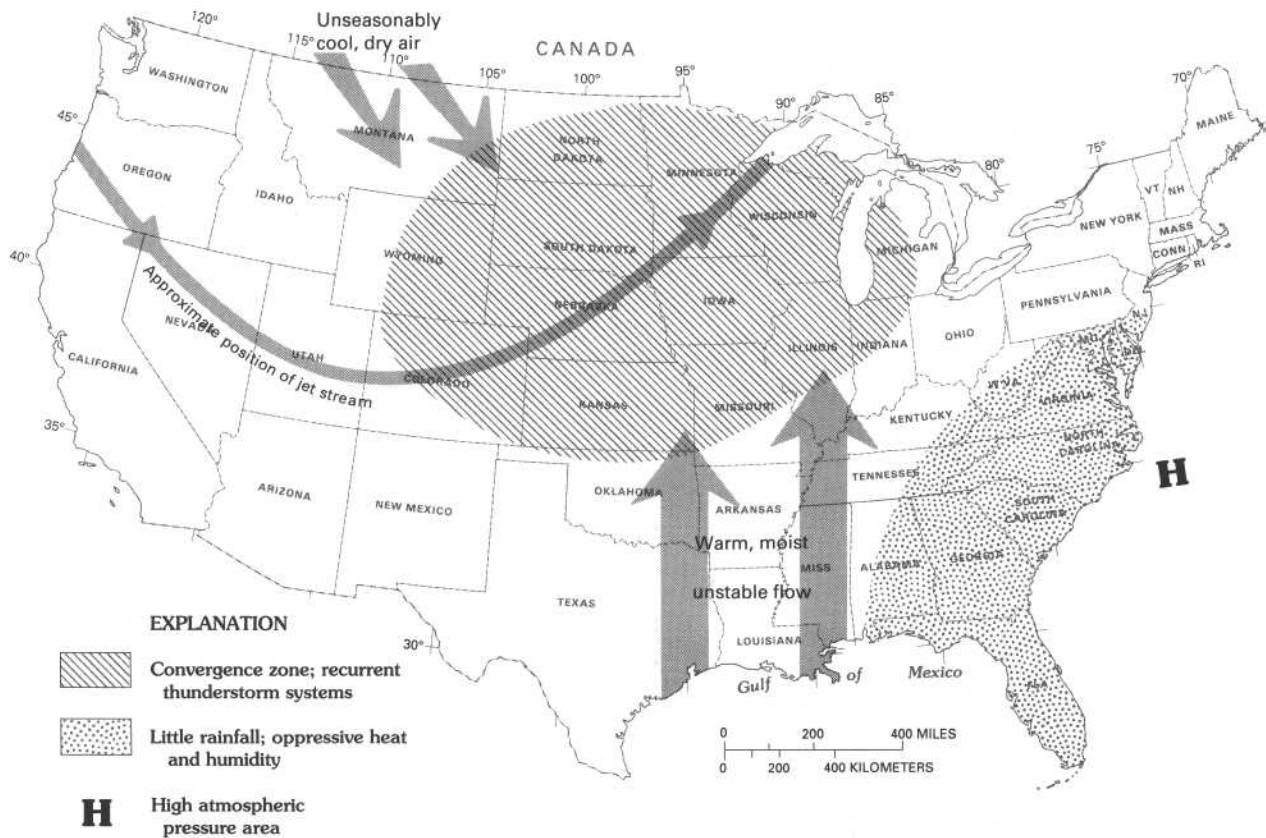 Unseasonably
cool, dry air
CANADA
120°
115°
110°
105°
100°
95°
90°
85°
80°
75°
70°
45°
40°
35°
30°
WASHINGTON
OREGON
IDAHO
MONTANA
NORTH
DAKOTA
MINNESOTA
WISCONSIN
MICHIGAN
MAINE
VT
NH
NEW YORK
MASS
CONN
RI
PENNSYLVANIA
N.J.
WYOMING
SOUTH DAKOTA
NEBRASKA
IOWA
ILLINOIS
INDIANA
OHIO
MD.
DEL
W.VA.
VIRGINIA
CALIFORNIA
NEVADA
UTAH
COLORADO
KANSAS
MISSOURI
KENTUCKY
NORTH
CAROLINA
Approximate position of jet stream
ARIZONA
NEW MEXICO
OKLAHOMA
ARKANSAS
TENNESSEE
SOUTH
CAROLINA
H
Warm, moist
unstable flow
TEXAS
LOUISIANA
MISS
ALABAMA
GEORGIA
FLA
Gulf of Mexico
0 200 400 MILES
0 200 400 KILOMETERS
EXPLANATION
Convergence zone; recurrent
thunderstorm systems
Little rainfall; oppressive heat
and humidity
H High atmospheric
pressure area